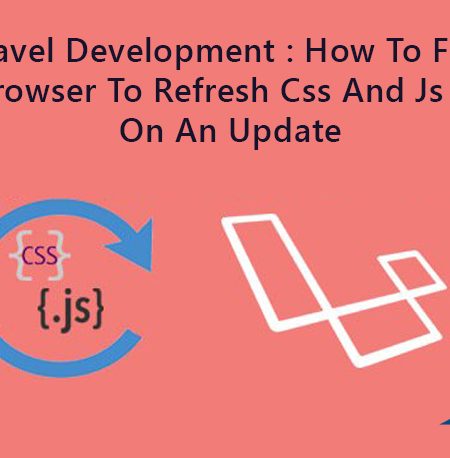 avel Development : How To F
rowser To Refresh Css And Js
On An Update
{CSS}
{.js}